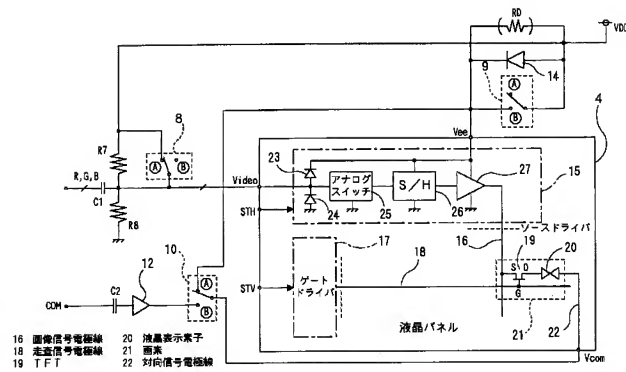 RD
VDD
9
Ⓐ
14
Ⓑ
4
8
Ⓐ
Ⓑ
R7
Vee
23
27
R,G,B
C1
Video
アナログ
スイッチ
S/H
15
STH
24
25
26
R8
ソースドライバ
12
10
Ⓐ
17
16
19
20
18
ゲート
ドライバ
S
D
COM
C2
Ⓑ
STV
G
液晶パネル
21
22
Vcom
16 画像信号電極線
18 走査信号電極線
19 TFT
20 液晶表示素子
21 画素
22 対向信号電極線